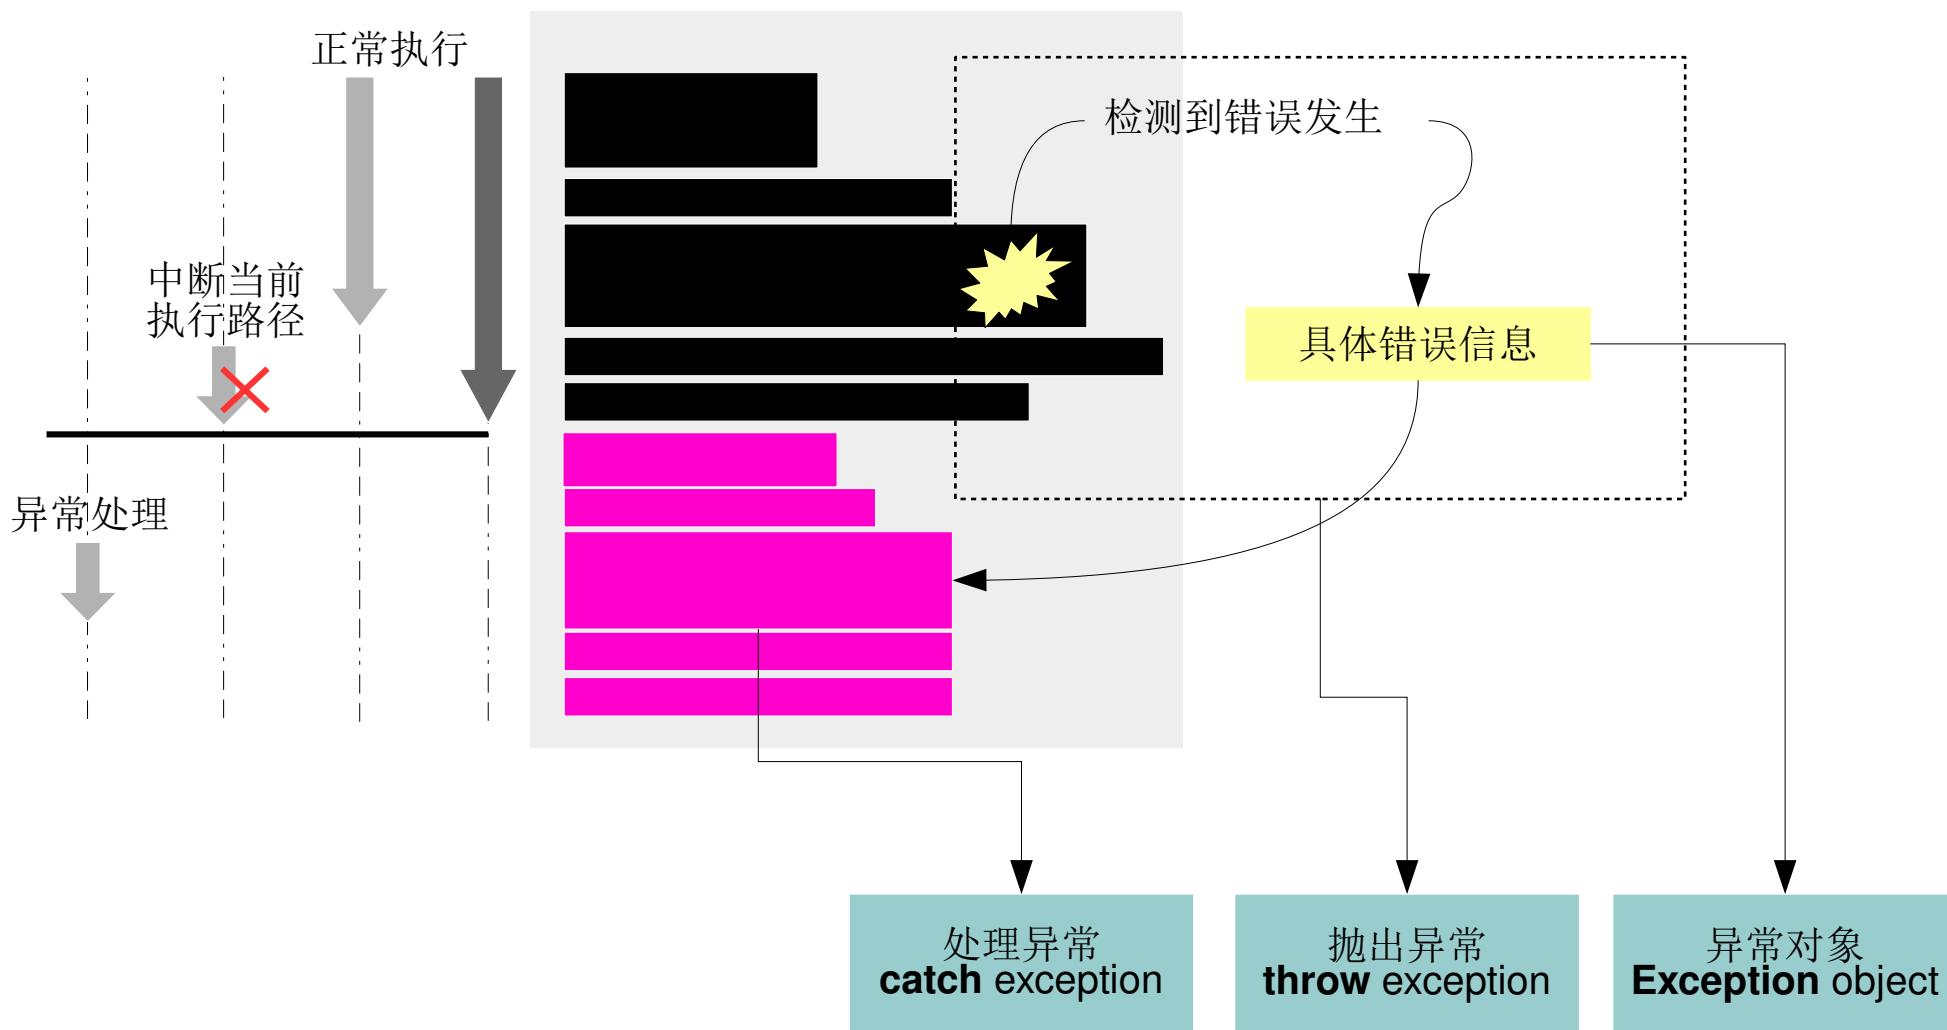 正常执行
检测到错误发生
中断当前
执行路径
具体错误信息
异常处理
处理异常
catch exception
抛出异常
throw exception
异常对象
Exception object